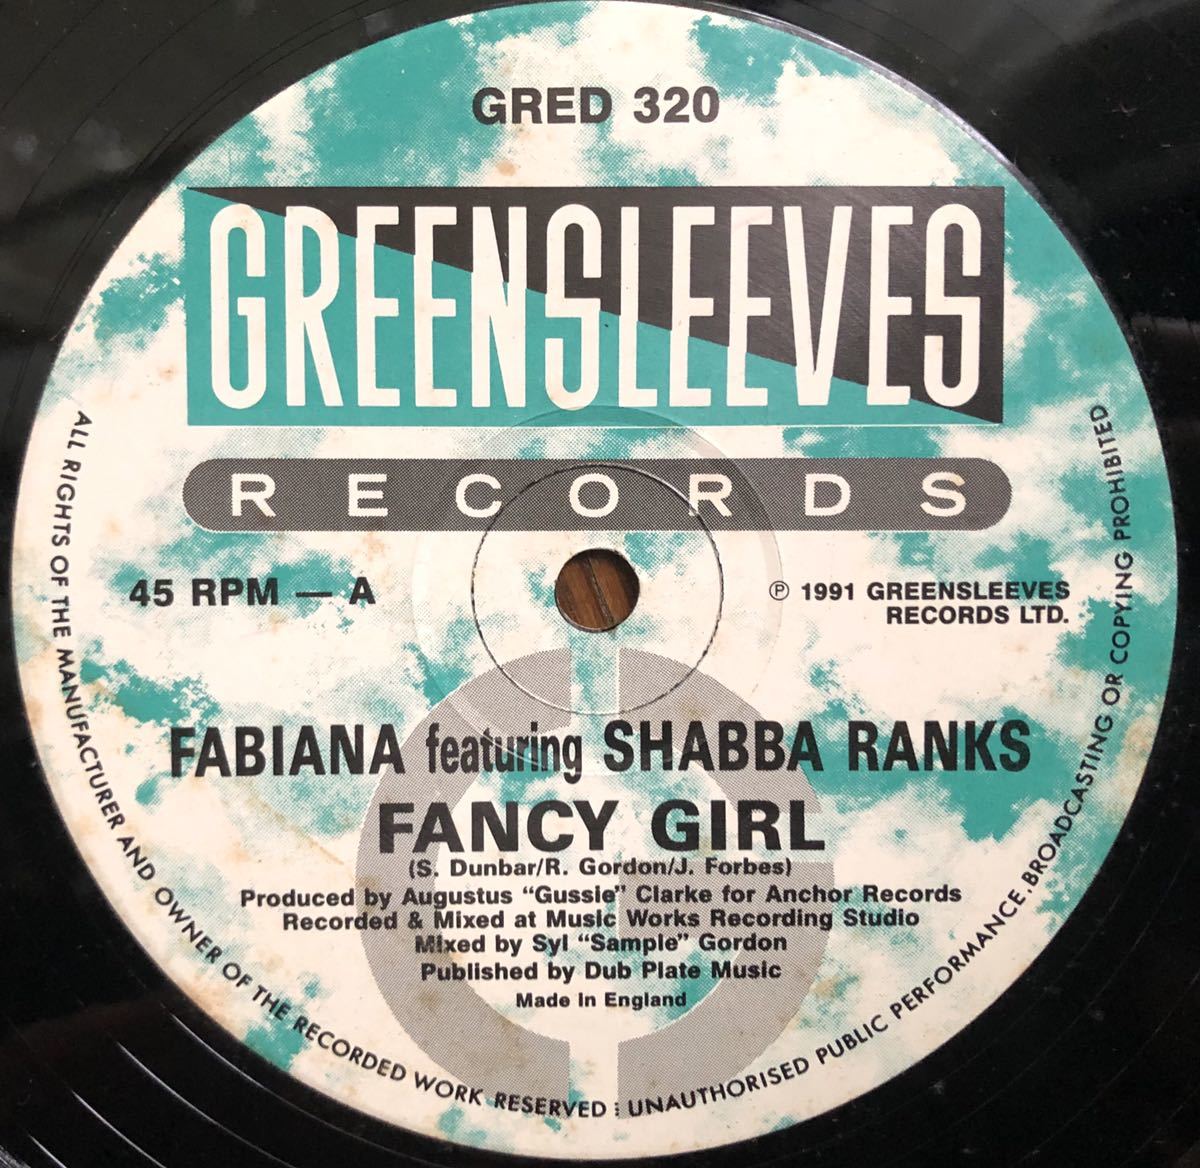 GRED 320
GREENSLEEVES
RECORDS
45 RPM — A
℗ 1991 GREENSLEEVES
RECORDS LTD.
FABIANA featuring SHABBA RANKS
FANCY GIRL
(S. Dunbar/R. Gordon/J. Forbes)
Produced by Augustus "Gussie" Clarke for Anchor Records
Recorded & Mixed at Music Works Recording Studio
Mixed by Syl "Sample" Gordon
Published by Dub Plate Music
Made in England
ALL RIGHTS OF THE MANUFACTURER AND OWNER OF THE RECORDED WORK RESERVED : UNAUTHORISED PUBLIC PERFORMANCE, BROADCASTING OR COPYING PROHIBITED